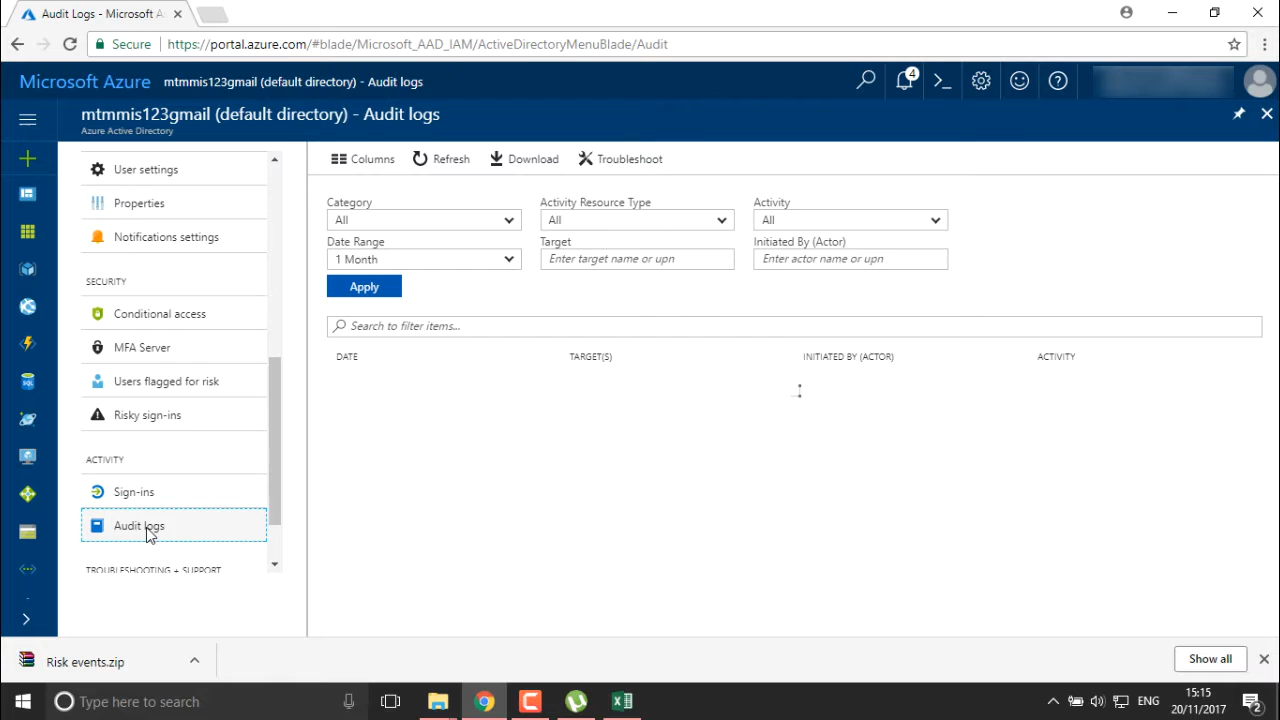 Audit Logs - Microsoft A
Secure
https://portal.azure.com/#blade/Microsoft_AAD_IAM/ActiveDirectoryMenuBlade/Audit
Microsoft Azure
mtmmis123gmail (default directory) - Audit logs
4
mtmmis123gmail (default directory) - Audit logs
Azure Active Directory
User settings
Properties
Notifications settings
SECURITY
Conditional access
MFA Server
Users flagged for risk
Risky sign-ins
ACTIVITY
Sign-ins
Audit logs
TROUBLESHOOTING + SUPPORT
Columns
Refresh
Download
Troubleshoot
Category
All
Activity Resource Type
All
Activity
All
Date Range
1 Month
Target
Enter target name or upn
Initiated By (Actor)
Enter actor name or upn
Apply
Search to filter items...
DATE
TARGET(S)
INITIATED BY (ACTOR)
ACTIVITY
Risk events.zip
Show all
Type here to search
ENG
15:15
20/11/2017
2